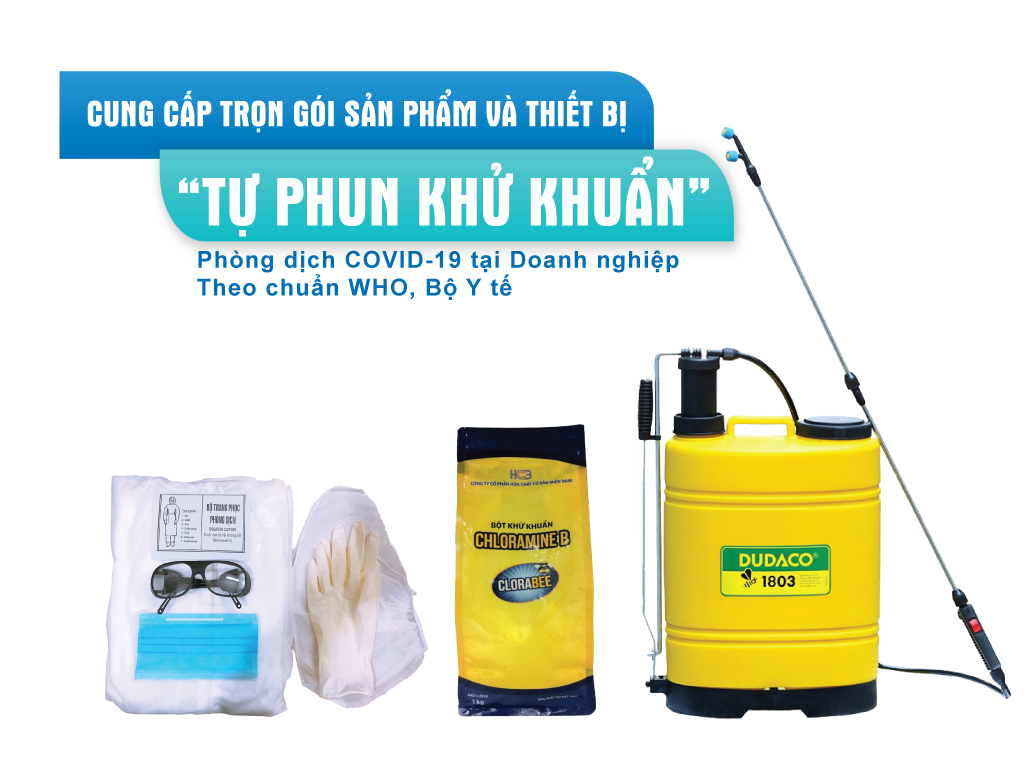 CUNG CẤP TRỌN GÓI SẢN PHẨM VÀ THIẾT BỊ
“TỰ PHUN KHỬ KHUẨN”
Phòng dịch COVID-19 tại Doanh nghiệp
Theo chuẩn WHO, Bộ Y tế
BỘ TRANG PHỤC
PHÒNG DỊCH
HCB
CÔNG TY CỔ PHẦN HÓA CHẤT CƠ BẢN MIỀN NAM
BỘT KHỬ KHUẨN
CHLORAMINE B
CLORABEE
1 kg
DUDACO®
1803